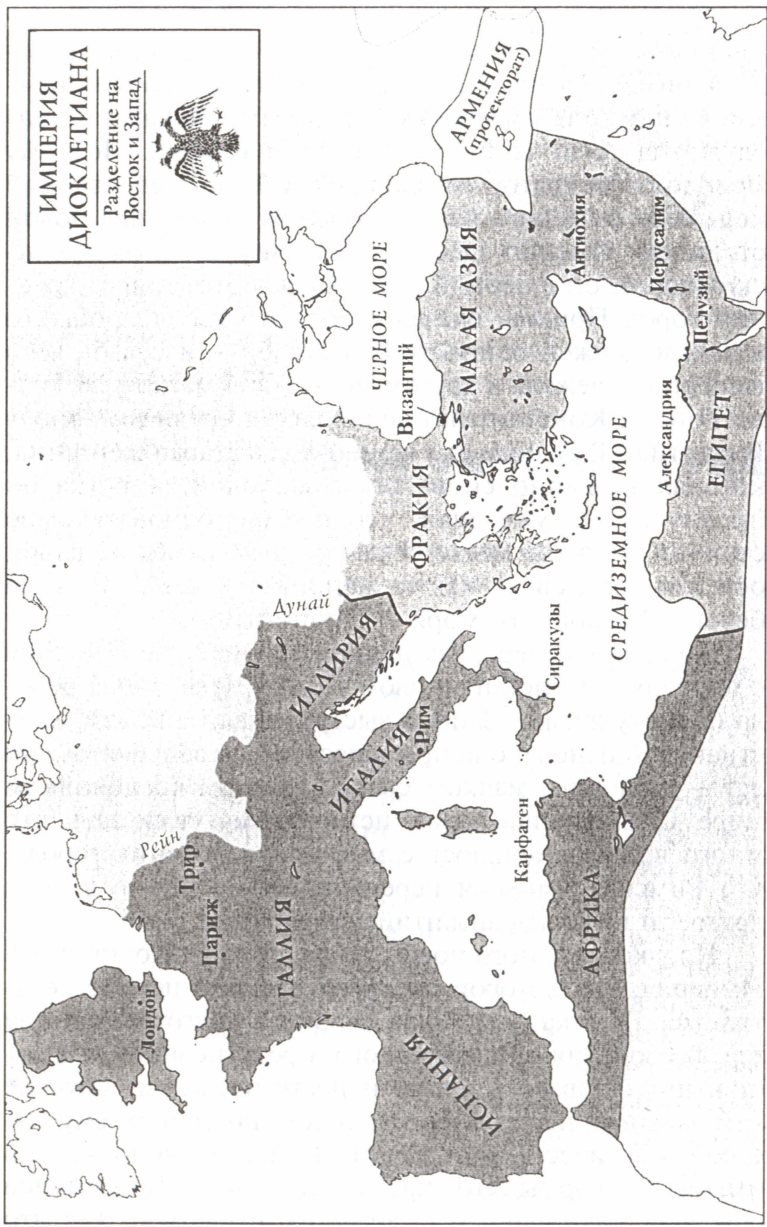 ИМПЕРИЯ
ДИОКЛЕТИАНА
Разделение на
Восток и Запад
АРМЕНИЯ
(протекторат)
ЧЕРНОЕ МОРЕ
Византий
МАЛАЯ АЗИЯ
Антиохия
Иерусалим
Пелузий
Александрия
ЕГИПЕТ
СРЕДИЗЕМНОЕ МОРЕ
ФРАКИЯ
Дунай
ИЛЛИРИЯ
ИТАЛИЯ
Рим
Сиракузы
Карфаген
АФРИКА
Рейн
Трир
Париж
ГАЛЛИЯ
Лондон
ИСПАНИЯ